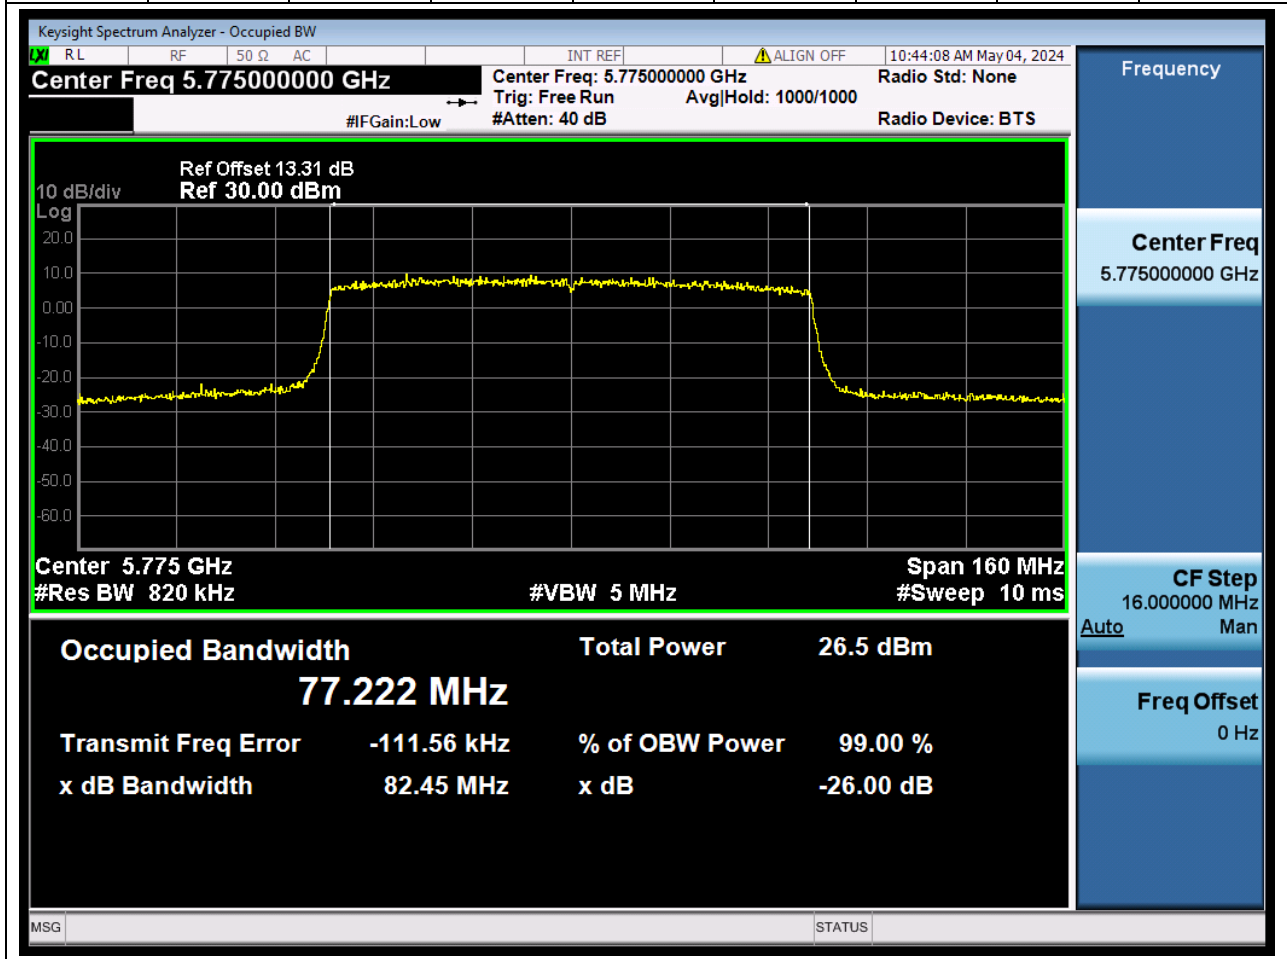 Keysight Spectrum Analyzer - Occupied BW
LXI RL RF 50 Ω AC INT REF ALIGN OFF 10:44:08 AM May 04, 2024
Center Freq 5.775000000 GHz
Center Freq: 5.775000000 GHz
Radio Std: None
Trig: Free Run Avg|Hold: 1000/1000
#IFGain:Low
#Atten: 40 dB
Radio Device: BTS
Ref Offset 13.31 dB
10 dB/div Ref 30.00 dBm
Log
20.0
10.0
0.00
-10.0
-20.0
-30.0
-40.0
-50.0
-60.0
Center 5.775 GHz Span 160 MHz
#Res BW 820 kHz #VBW 5 MHz #Sweep 10 ms
Occupied Bandwidth Total Power 26.5 dBm
77.222 MHz
Transmit Freq Error -111.56 kHz % of OBW Power 99.00 %
x dB Bandwidth 82.45 MHz x dB -26.00 dB
Frequency
Center Freq
5.775000000 GHz
CF Step
16.000000 MHz
Auto Man
Freq Offset
0 Hz
MSG STATUS